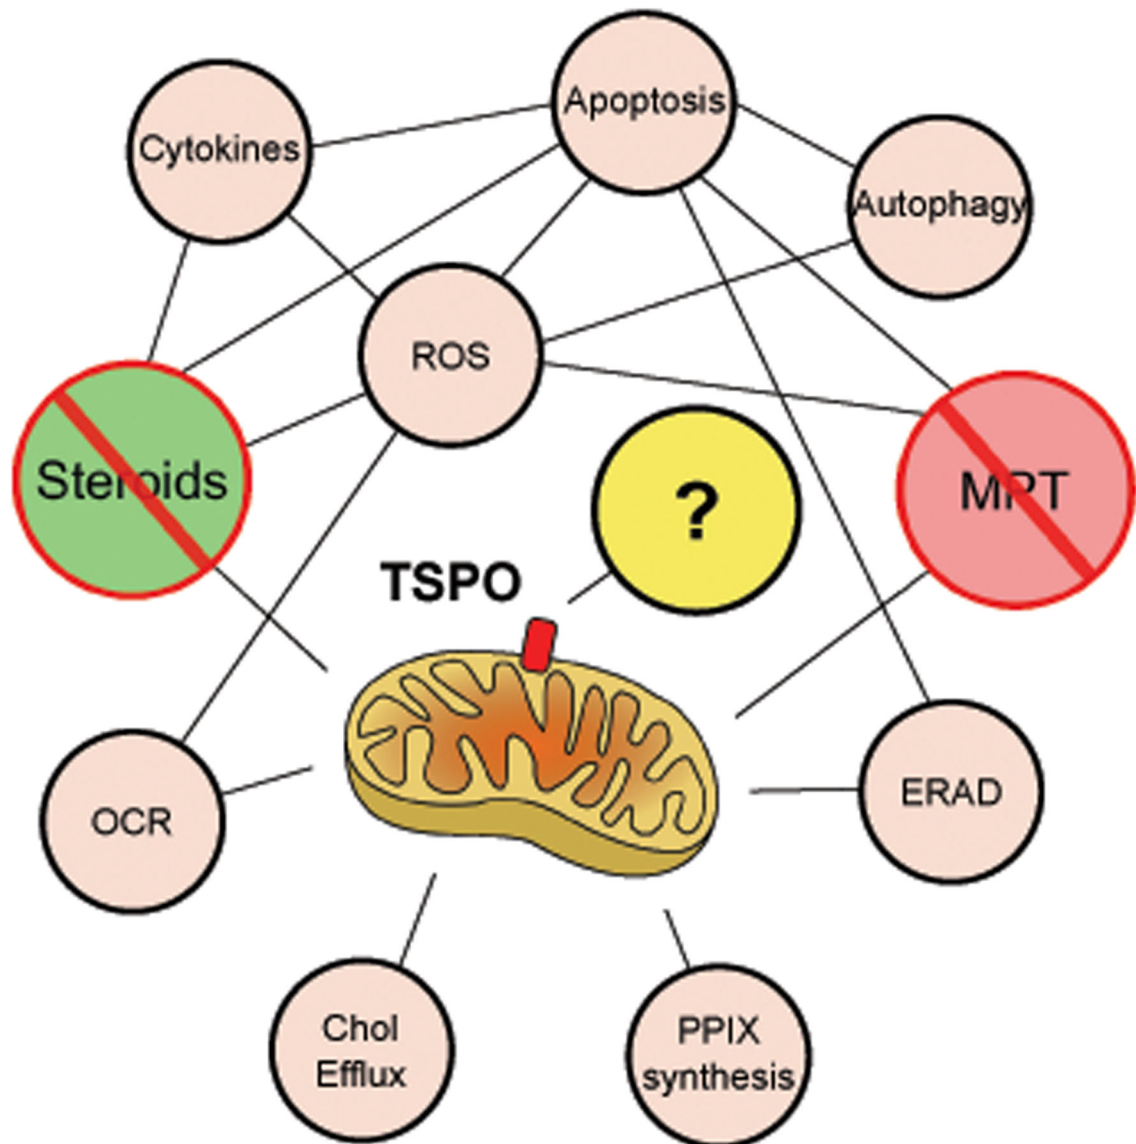 Apoptosis
Cytokines
Autophagy
ROS
Steroids
MPT
?
TSPO
OCR
ERAD
Chol
Efflux
PPIX
synthesis